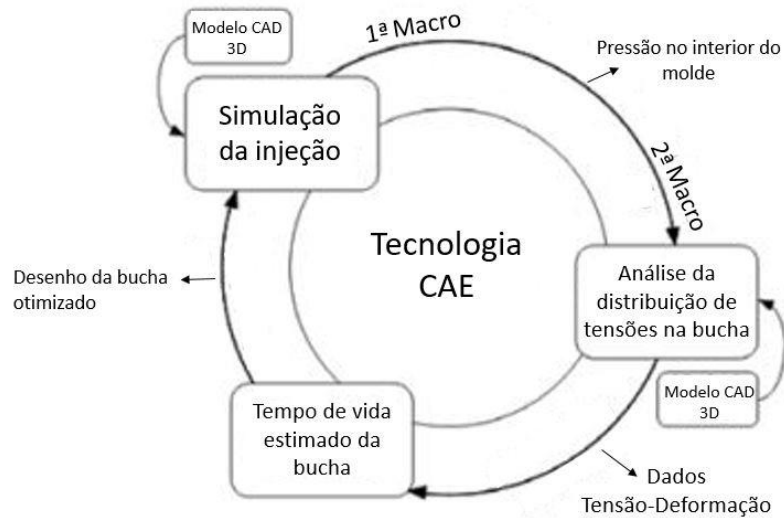 Modelo CAD
3D
1ª Macro
Pressão no interior do
molde
Simulação
da injeção
2ª Macro
Tecnologia
CAE
Análise da
distribuição de
tensões na bucha
Desenho da bucha
otimizado
Modelo CAD
3D
Tempo de vida
estimado da
bucha
Dados
Tensão-Deformação